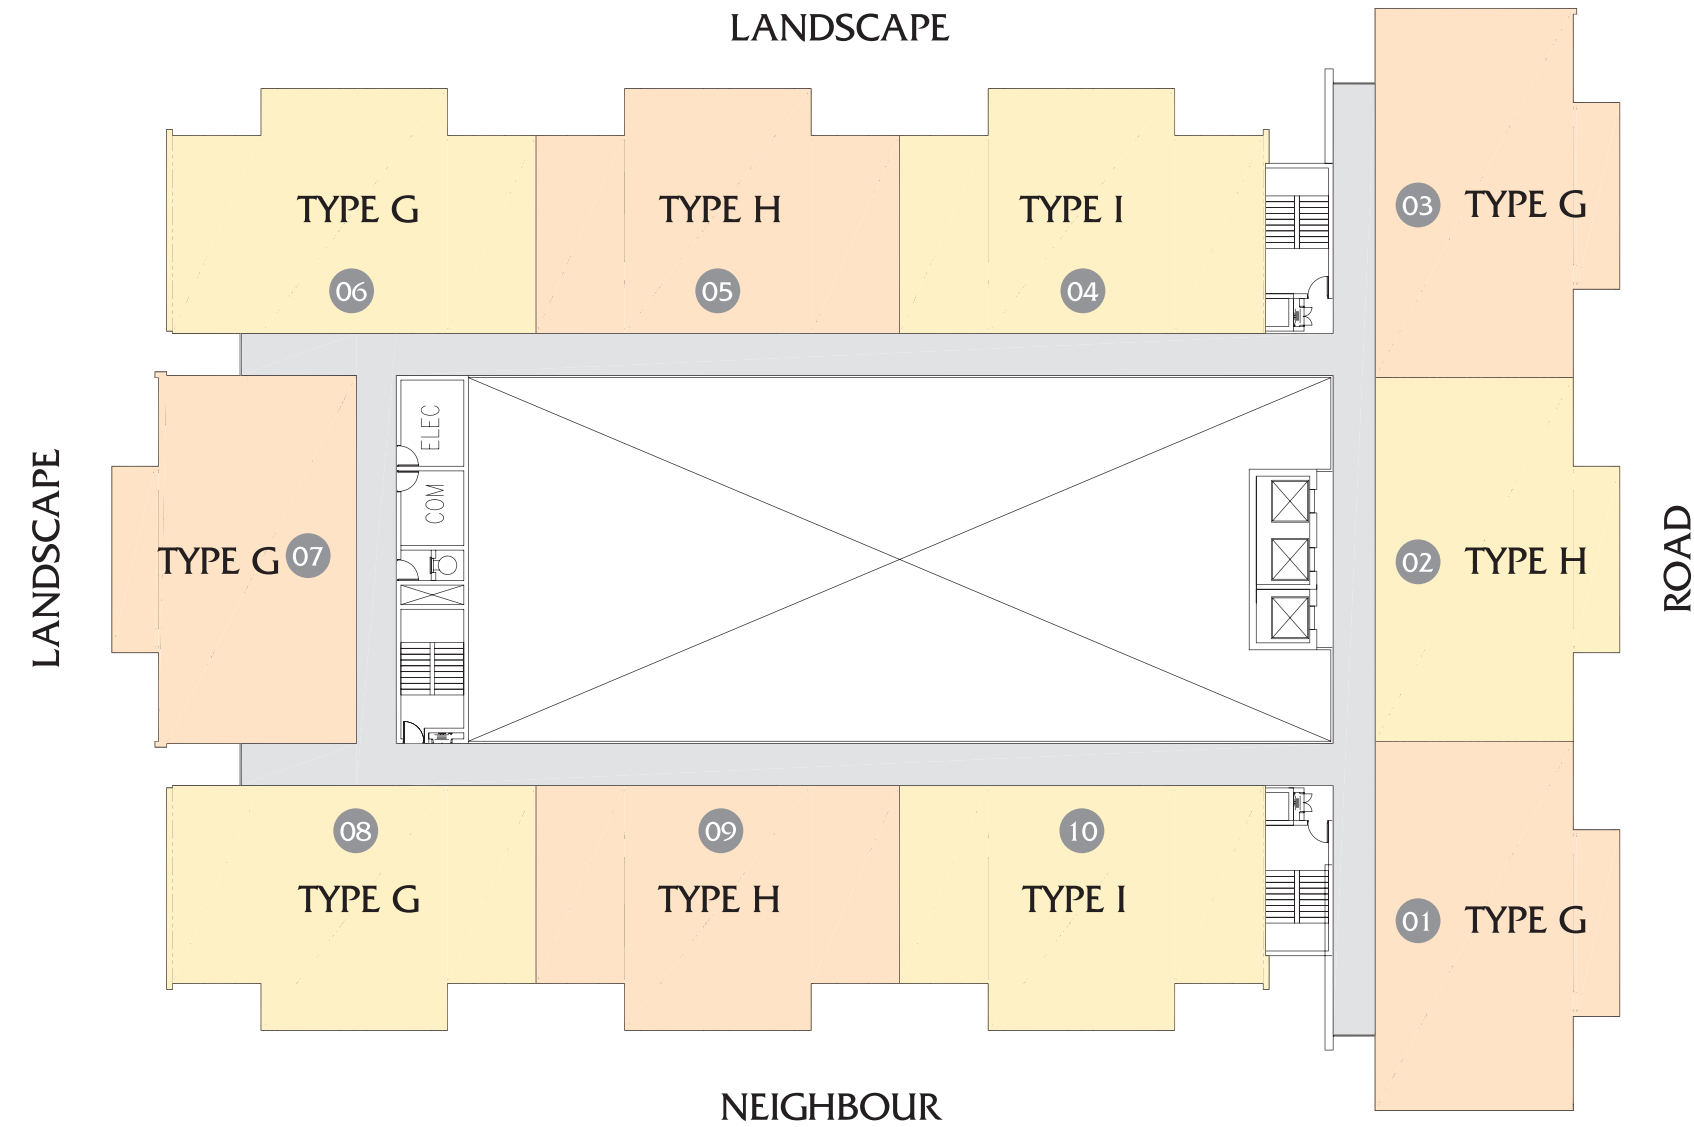 LANDSCAPE
TYPE G
TYPE H
TYPE I
03 TYPE G
06
05
04
ELEC
COM
LANDSCAPE
TYPE G 07
02 TYPE H
ROAD
08
09
10
TYPE G
TYPE H
TYPE I
01 TYPE G
NEIGHBOUR